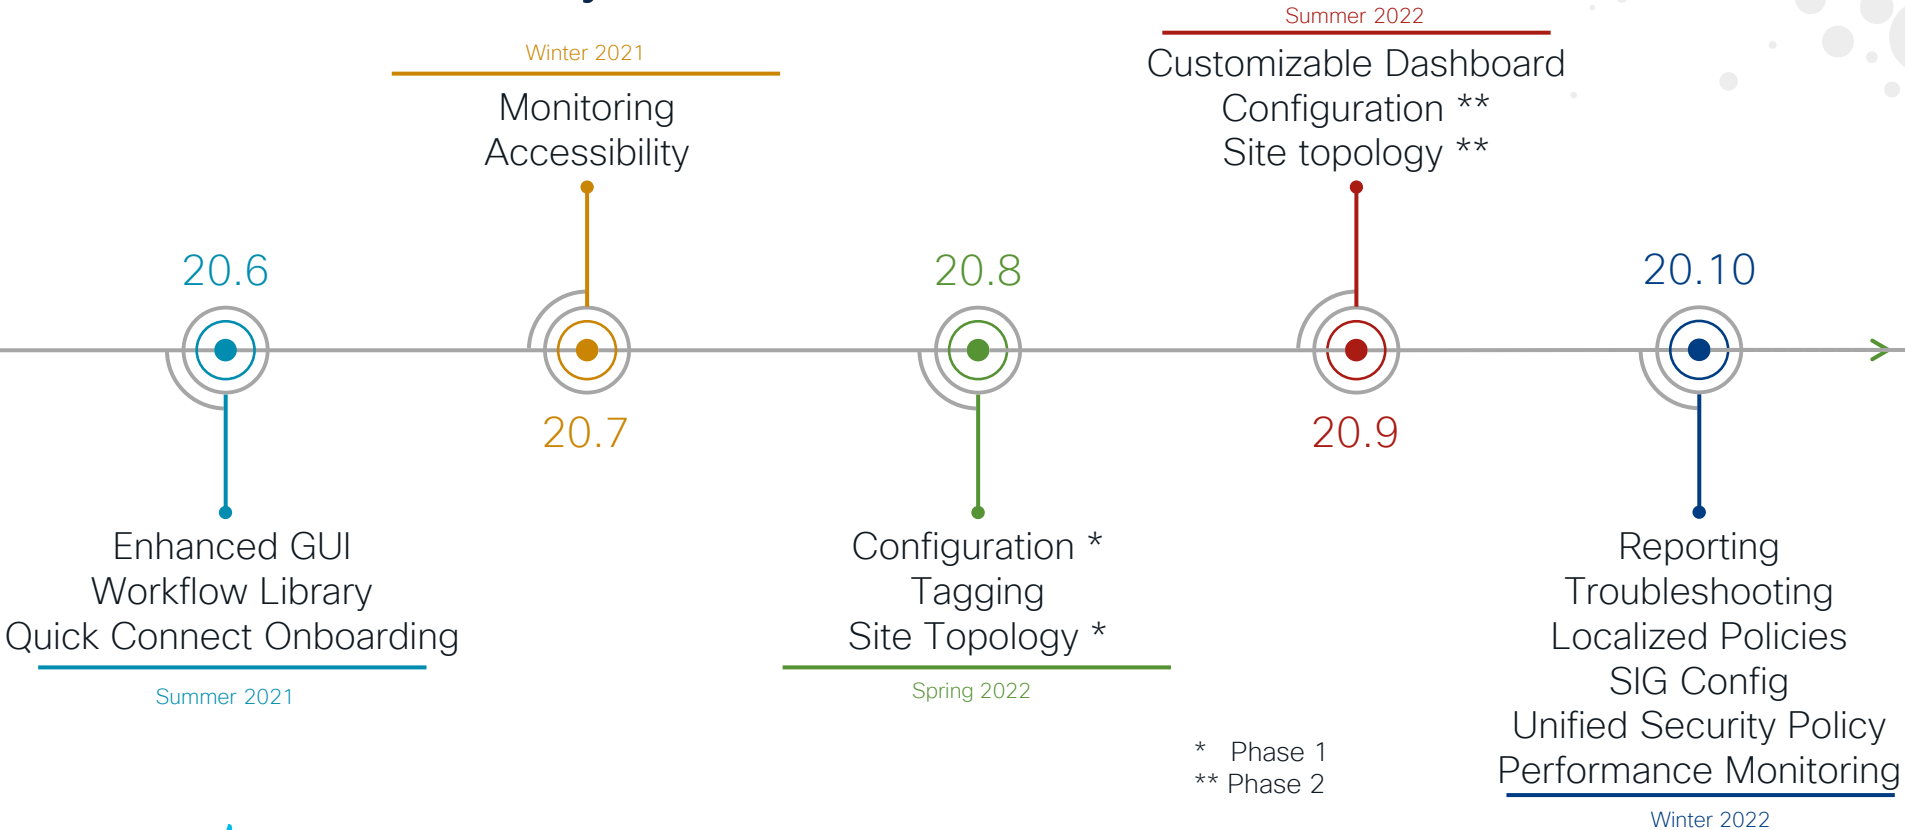 Summer 2022
Customizable Dashboard
Configuration **
Site topology **
Winter 2021
Monitoring
Accessibility
20.6
20.8
20.10
20.7
20.9
Enhanced GUI
Workflow Library
Quick Connect Onboarding
Summer 2021
Configuration *
Tagging
Site Topology *
Spring 2022
Reporting
Troubleshooting
Localized Policies
SIG Config
Unified Security Policy
Performance Monitoring
Winter 2022
* Phase 1
** Phase 2